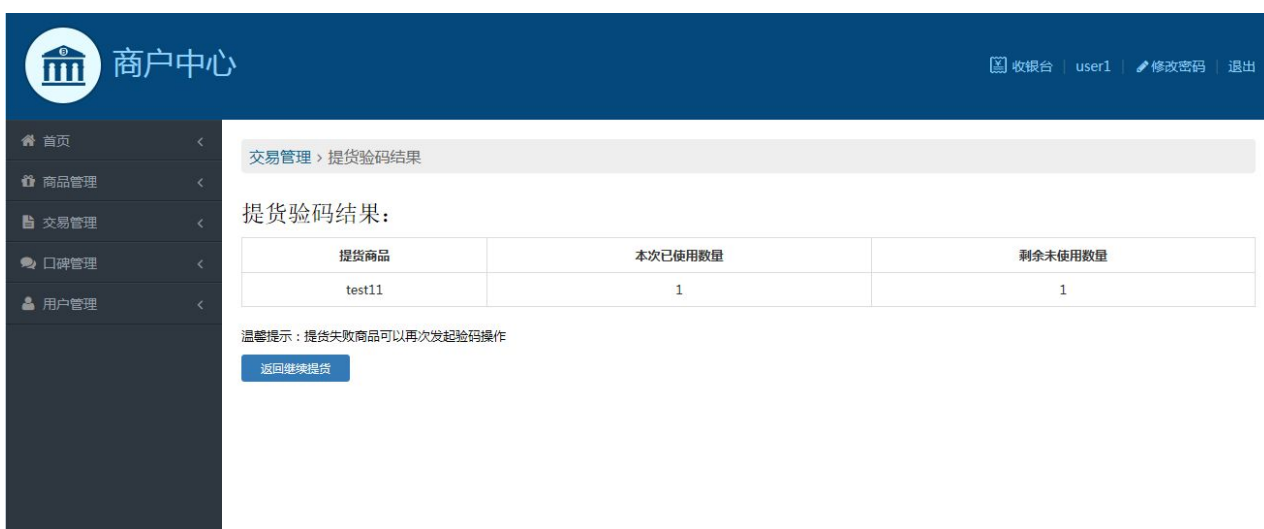 商户中心
收银台 | user1 | 修改密码 | 退出
首页
商品管理
交易管理
口碑管理
用户管理
交易管理 › 提货验码结果
提货验码结果：
提货商品 本次已使用数量 剩余未使用数量
test11 1 1
温馨提示：提货失败商品可以再次发起验码操作
返回继续提货